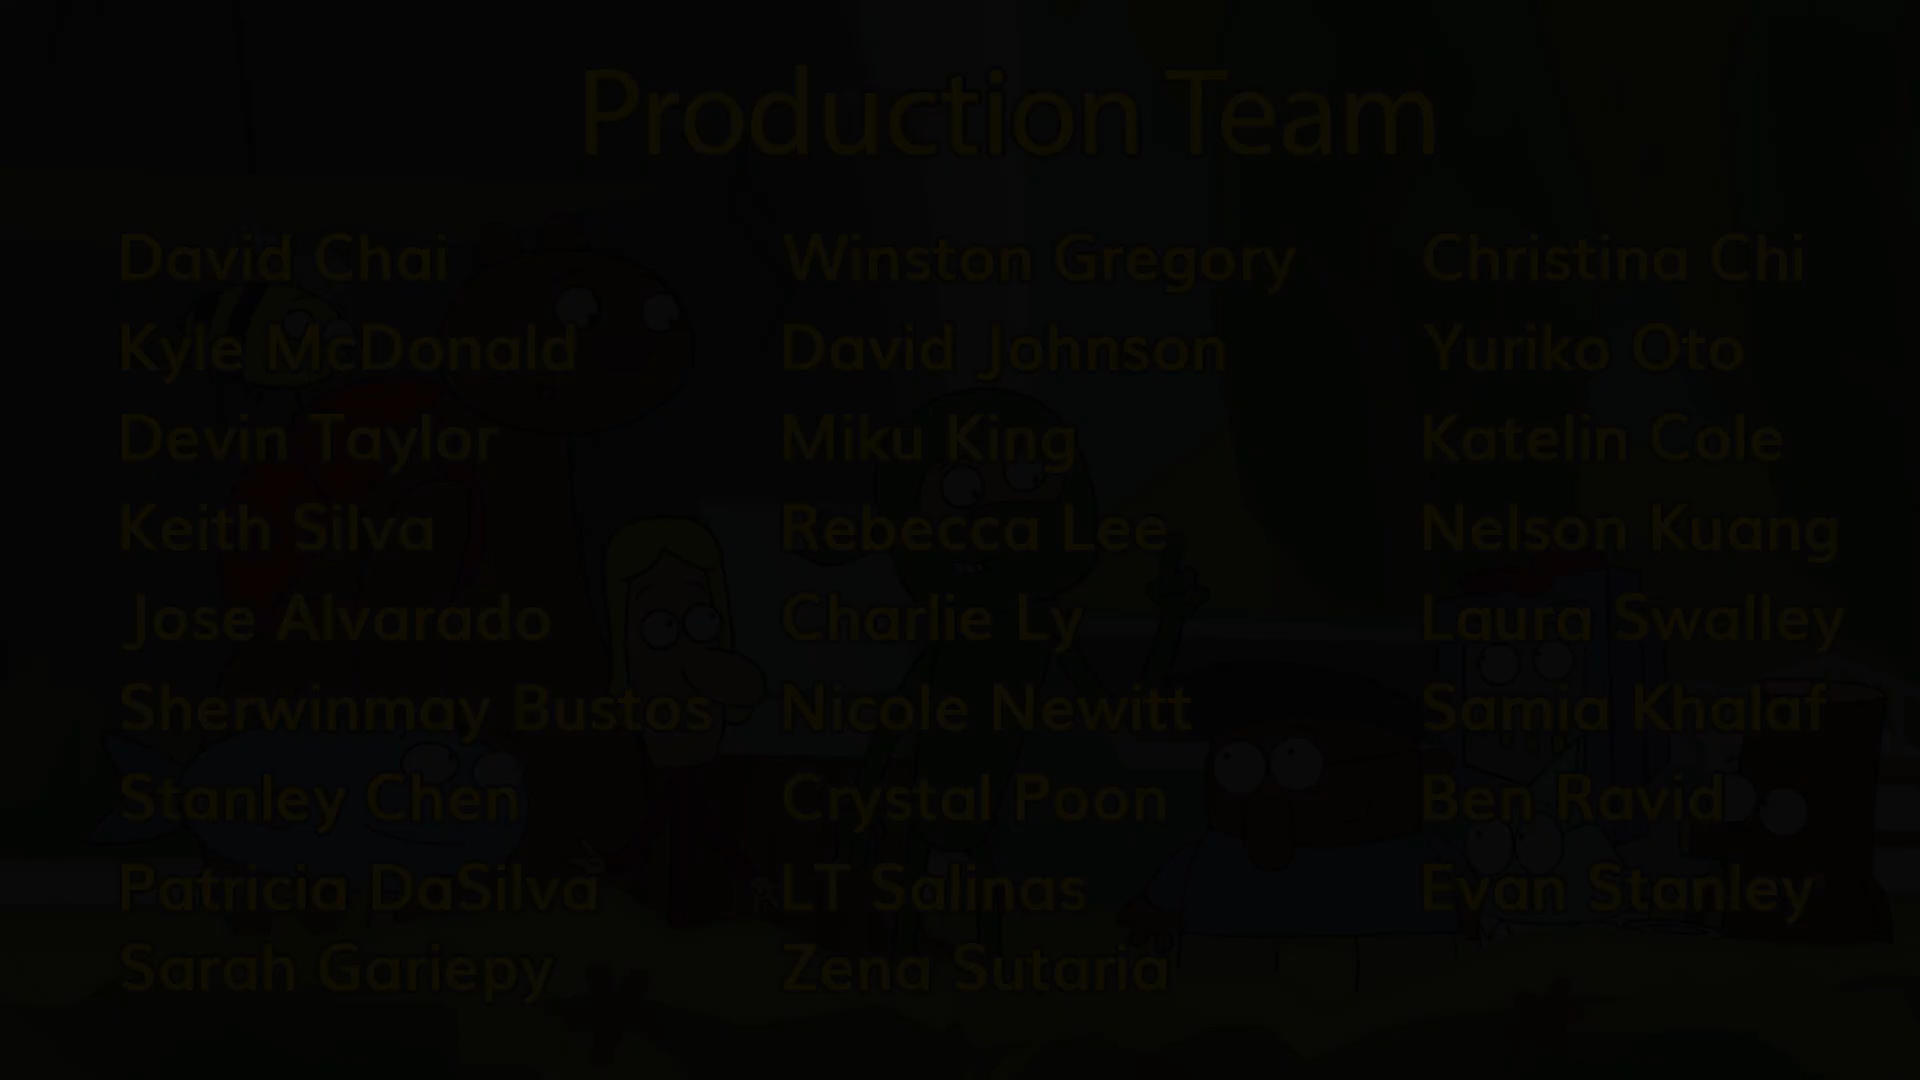 Production Team
David Chai
Kyle McDonald
Devin Taylor
Keith Silva
Jose Alvarado
Sherwinmay Bustos
Stanley Chen
Patricia DaSilva
Sarah Gariepy
Winston Gregory
David Johnson
Miku King
Rebecca Lee
Charlie Ly
Nicole Newitt
Crystal Poon
LT Salinas
Zena Sutaria
Christina Chi
Yuriko Oto
Katelin Cole
Nelson Kuang
Laura Swalley
Samia Khalaf
Ben Ravid
Evan Stanley